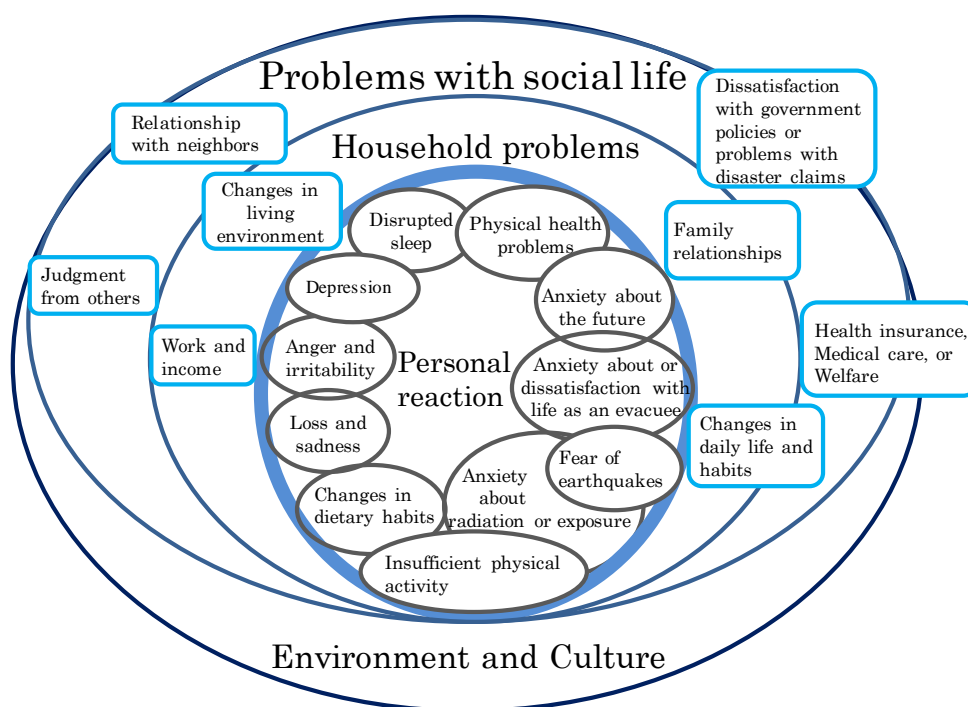 Problems with social life
Dissatisfaction
with government
policies or
problems with
disaster claims
Relationship
with neighbors
Household problems
Changes in
living
environment
Disrupted
sleep
Physical health
problems
Family
relationships
Judgment
from others
Depression
Anxiety about
the future
Work and
income
Anger and
irritability
Personal
reaction
Anxiety about or
dissatisfaction with
life as an evacuee
Health insurance,
Medical care, or
Welfare
Loss and
sadness
Changes in
daily life and
habits
Fear of
earthquakes
Changes in
dietary habits
Anxiety
about
radiation or exposure
Insufficient physical
activity
Environment and Culture